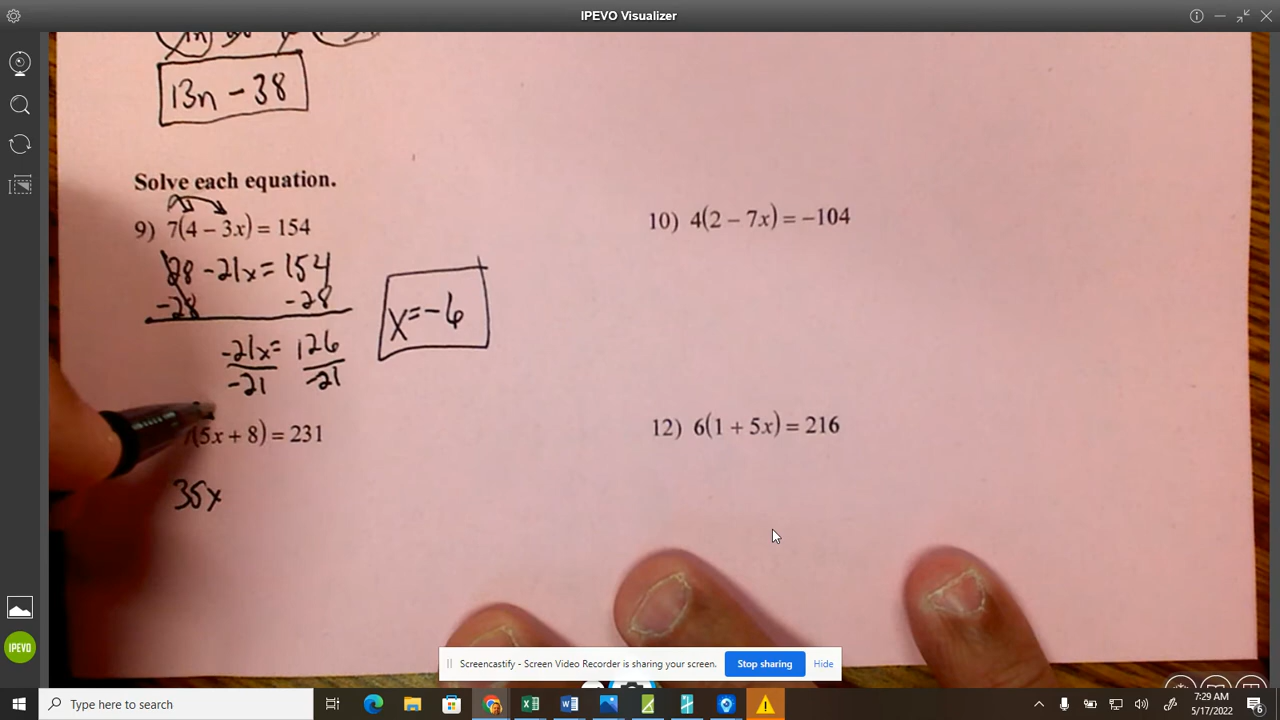 IPEVO Visualizer
13n - 38
Solve each equation.
9) 7(4 – 3x) = 154
28 - 21x = 154
-28 -28
-21x = 126
-21 -21
x = -6
10) 4(2 – 7x) = –104
7(5x + 8) = 231
35x
12) 6(1 + 5x) = 216
IPEVO
Screencastify - Screen Video Recorder is sharing your screen.
Stop sharing
Hide
Type here to search
7:29 AM
5/17/2022
6